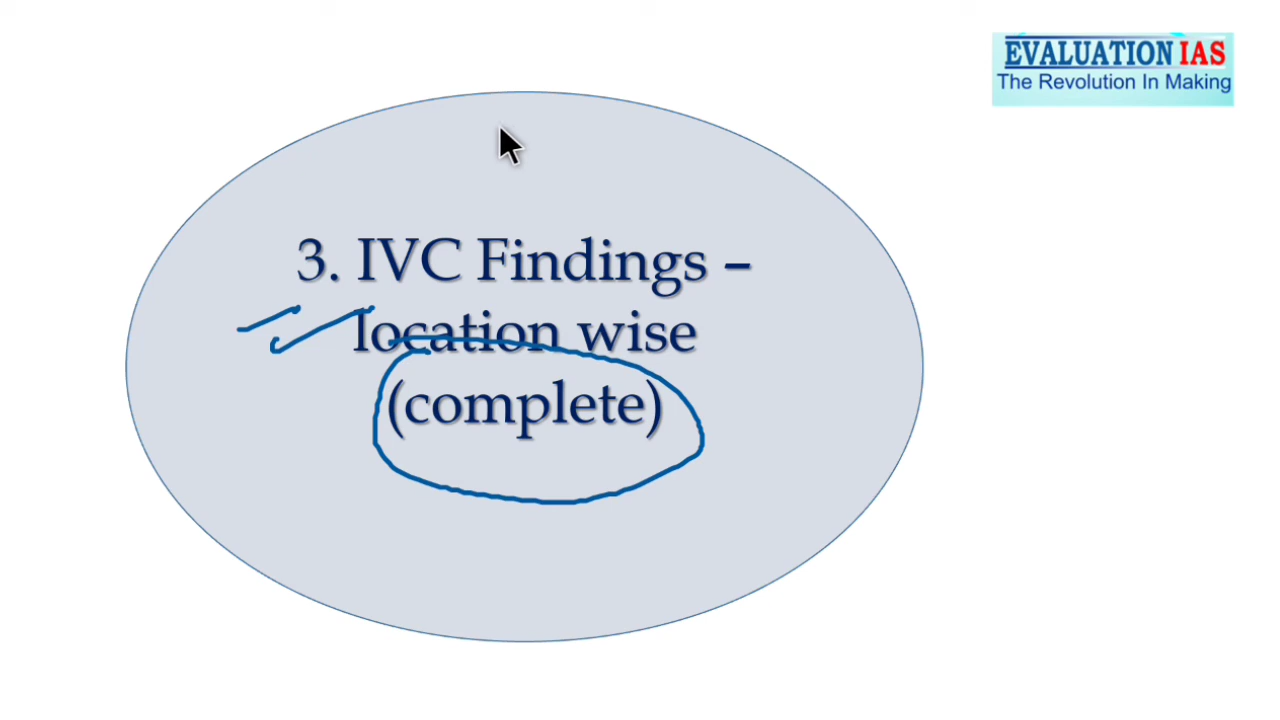 EVALUATION IAS
The Revolution In Making
3. IVC Findings –
location wise
(complete)